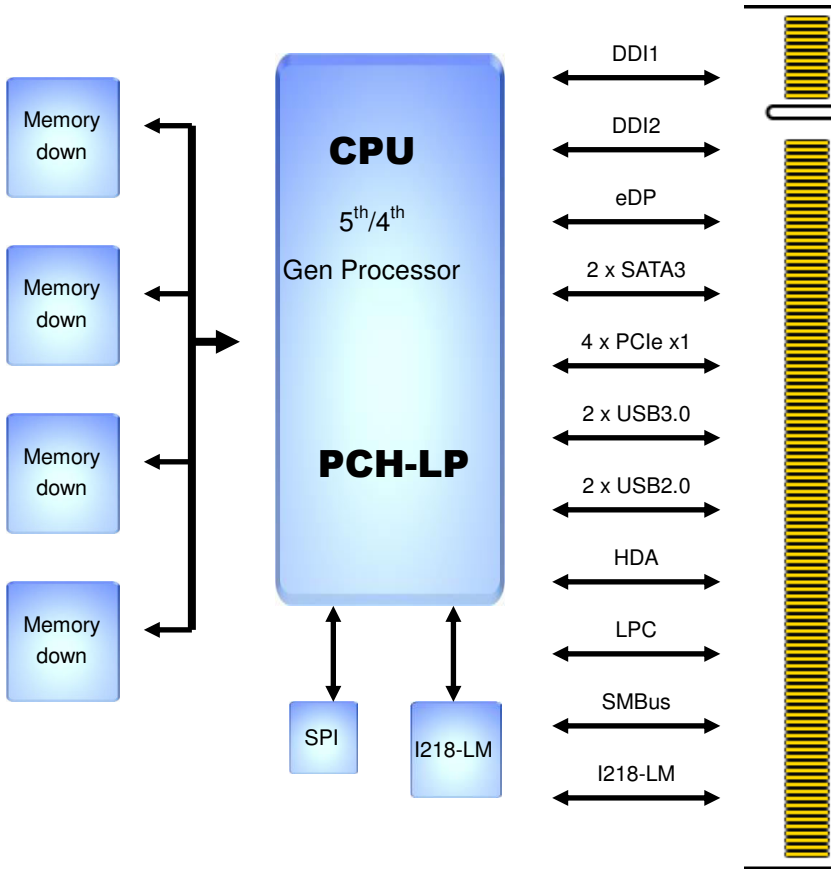 Memory
down
Memory
down
Memory
down
Memory
down
CPU
5th/4th
Gen Processor
PCH-LP
SPI
I218-LM
DDI1
DDI2
eDP
2 x SATA3
4 x PCIe x1
2 x USB3.0
2 x USB2.0
HDA
LPC
SMBus
I218-LM